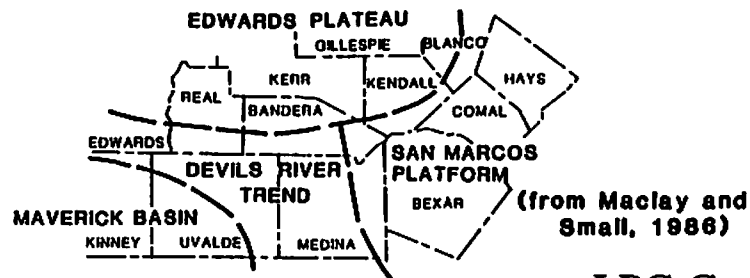 EDWARDS PLATEAU
GILLESPIE
BLANCO
KERR
KENDALL
HAYS
REAL
BANDERA
COMAL
EDWARDS
DEVILS RIVER
TREND
SAN MARCOS
PLATFORM
BEXAR
(from Maclay and
Small, 1986)
MAVERICK BASIN
KINNEY
UVALDE
MEDINA